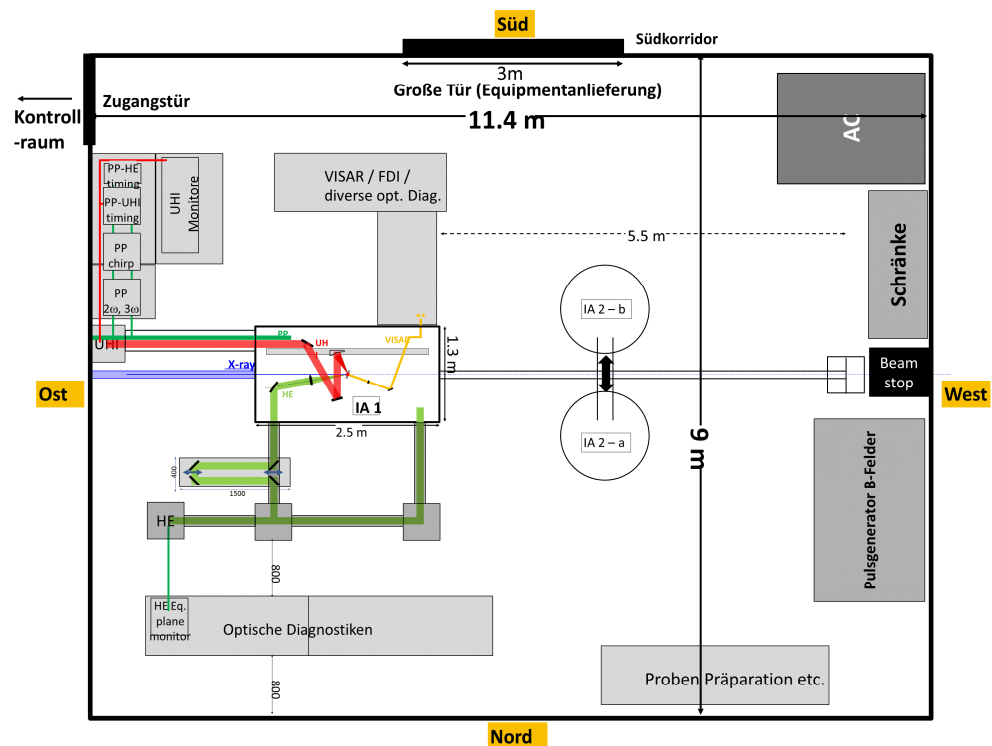 Süd
Südkorridor
3m
Große Tür (Equipmentanlieferung)
11.4 m
Zugangstür
Kontroll
-raum
AC
PP-HE
timing
PP-UHI
timing
PP
chirp
PP
2ω, 3ω
UHI
Monitore
VISAR / FDI /
diverse opt. Diag.
5.5 m
Schränke
IA 2 – b
UHI
PP
UH
I
VISAR
1.3 m
X-ray
HE
IA 1
2.5 m
Beam
stop
Ost
West
IA 2 – a
9 m
400
1500
HE
Pulsgenerator B-Felder
800
HE Eq.
plane
monitor
Optische Diagnostiken
800
Proben Präparation etc.
Nord